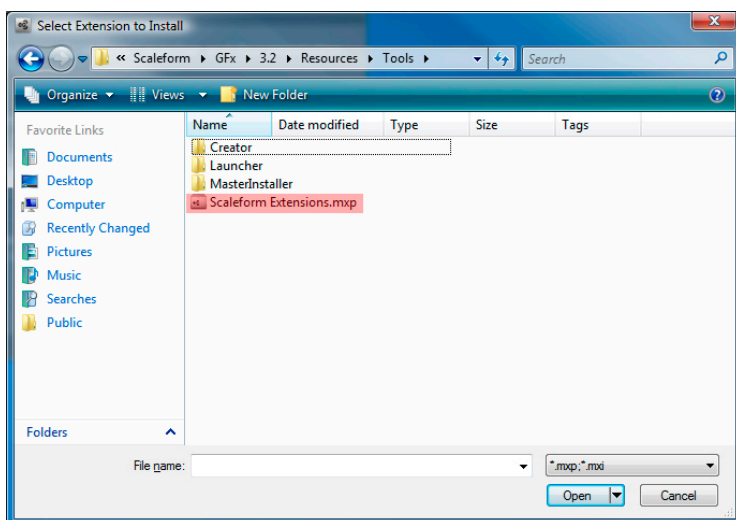 Select Extension to Install
« Scaleform GFx 3.2 Resources Tools Search
Organize Views New Folder
Favorite Links
Documents
Desktop
Computer
Recently Changed
Pictures
Music
Searches
Public
Folders
Name Date modified Type Size Tags
Creator
Launcher
MasterInstaller
Scaleform Extensions.mxp
File name: *.mxp;*.mxi
Open Cancel